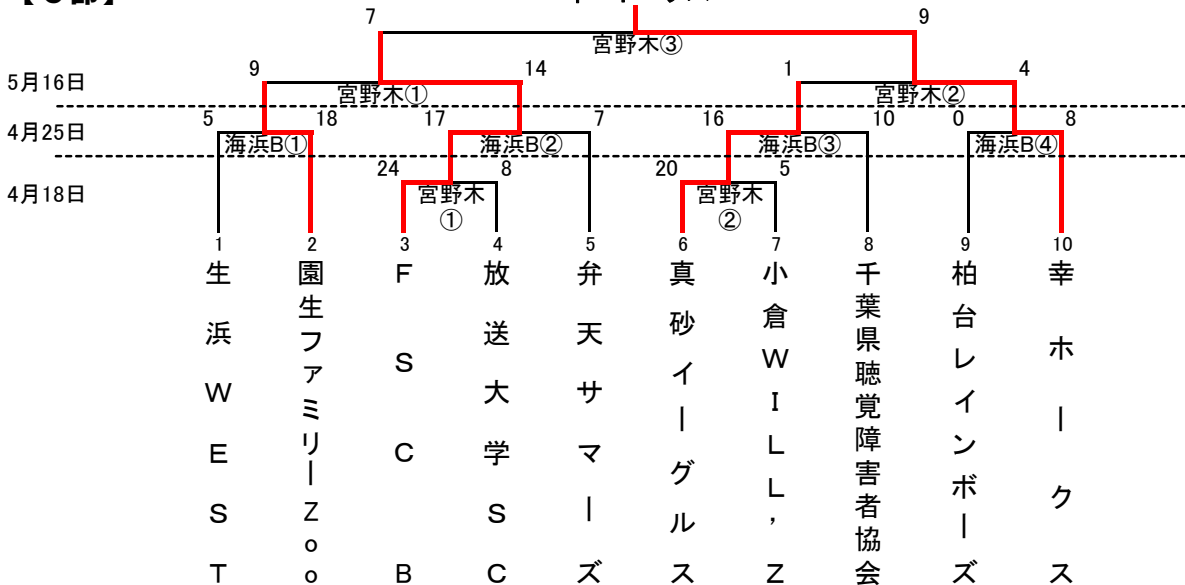 7 9
宮野木③
9 14 1 4
5月16日
宮野木① 宮野木②
5 18 17 7 16 10 0 8
4月25日
海浜B① 海浜B② 海浜B③ 海浜B④
24 8 20 5
4月18日
宮野木① 宮野木②
1 2 3 4 5 6 7 8 9 10
生浜WEST
園生ファミリーZoo
FSCB
放送大学SC
弁天サマーズ
真砂イーグルス
小倉WILL’Z
千葉県聴覚障害者協会
柏台レインボーズ
幸ホークス